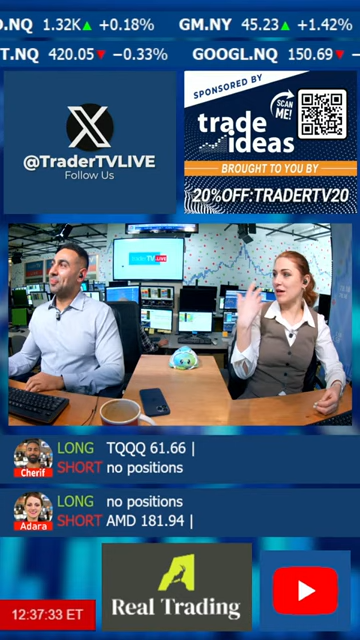 O.NQ 1.32K▲ +0.18% GM.NY 45.23▲ +1.42%
T.NQ 420.05▼ −0.33% GOOGL.NQ 150.69▼ −
@TraderTVLIVE
Follow Us
SPONSORED BY
SCAN ME!
trade ideas
BROUGHT TO YOU BY
20%OFF:TRADERTV20
traderTV.LIVE
Cherif
LONG TQQQ 61.66 |
SHORT no positions
Adara
LONG no positions
SHORT AMD 181.94 |
12:37:33 ET
Real Trading